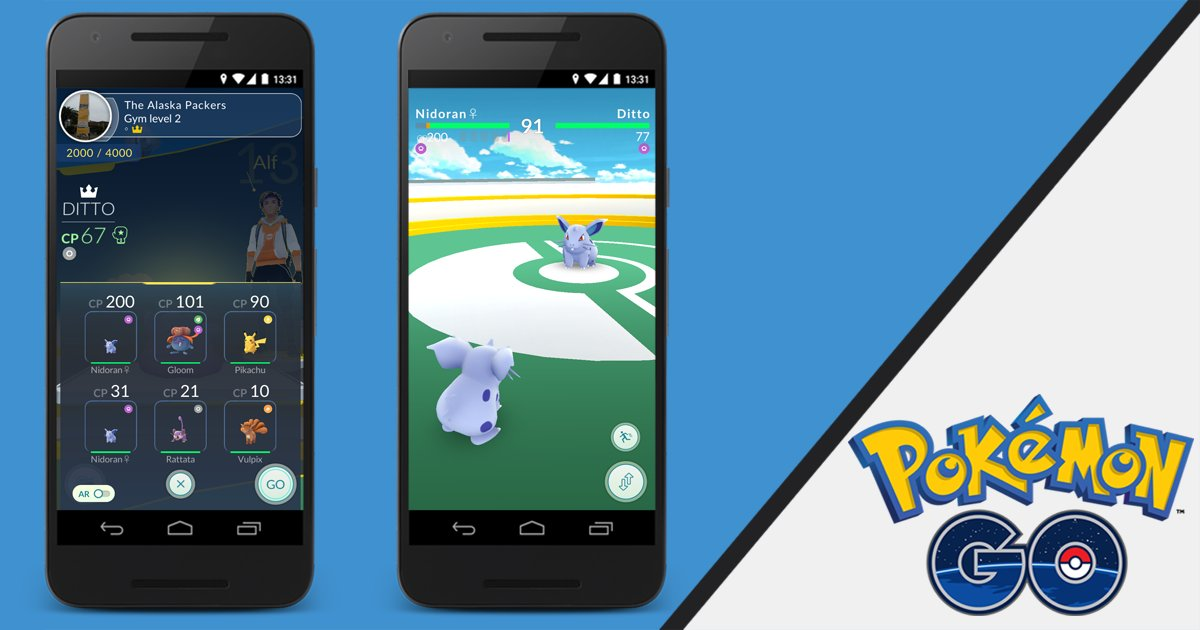 13:31
The Alaska Packers
Gym level 2
2000 / 4000
13
Alf
DITTO
CP 67
CP 200
CP 101
CP 90
Nidoran♀
Gloom
Pikachu
CP 31
CP 21
CP 10
Nidoran♀
Rattata
Vulpix
AR
GO
13:31
Nidoran♀
91
Ditto
CP 200
77
POKÉMON™
GO